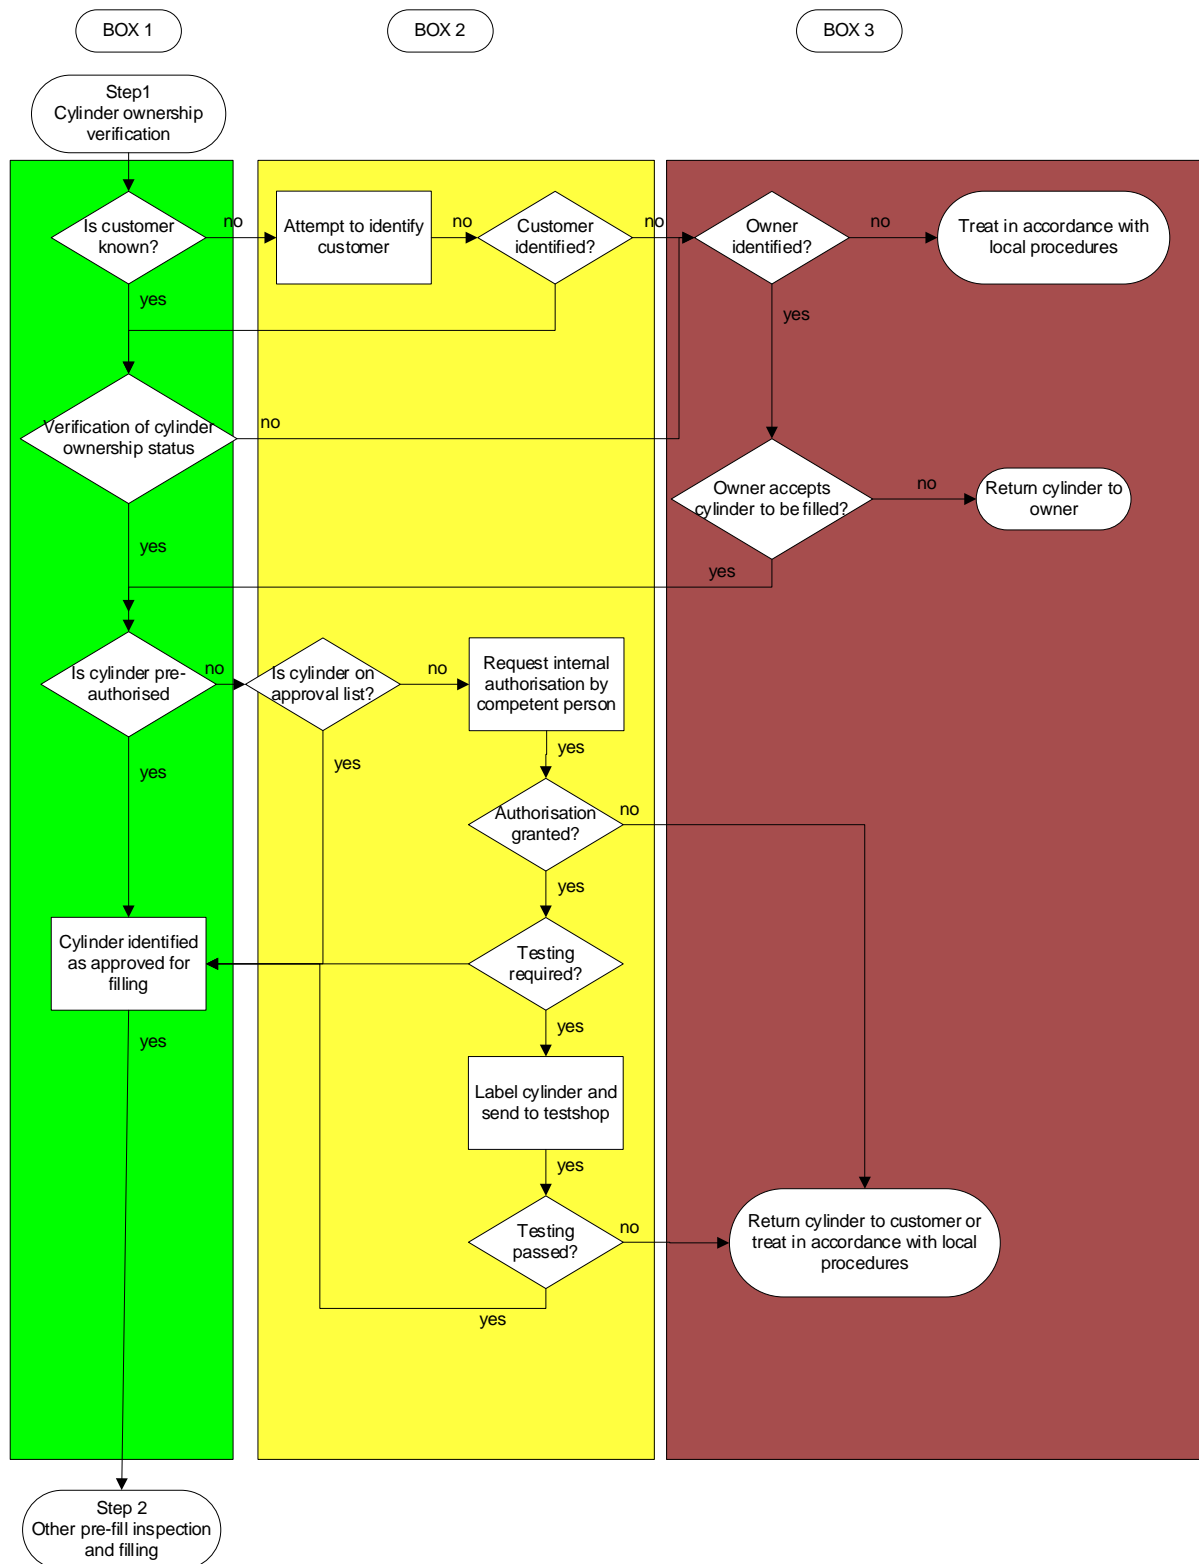 BOX 1
BOX 2
BOX 3
Step1
Cylinder ownership
verification
Is customer
known?
no
Attempt to identify
customer
no
Customer
identified?
no
Owner
identified?
no
Treat in accordance with
local procedures
yes
yes
Verification of cylinder
ownership status
no
Owner accepts
cylinder to be filled?
no
Return cylinder to
owner
yes
yes
Is cylinder pre-
authorised
no
Is cylinder on
approval list?
no
Request internal
authorisation by
competent person
yes
yes
yes
Authorisation
granted?
no
yes
Cylinder identified
as approved for
filling
Testing
required?
yes
yes
Label cylinder and
send to testshop
yes
Testing
passed?
no
Return cylinder to customer or
treat in accordance with local
procedures
yes
Step 2
Other pre-fill inspection
and filling